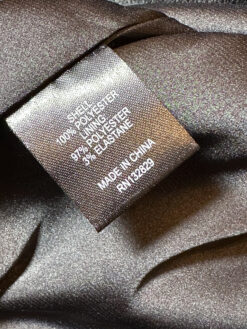 SHELL
100% POLYESTER
LINING
97% POLYESTER
3% ELASTANE
MADE IN CHINA
RN132829